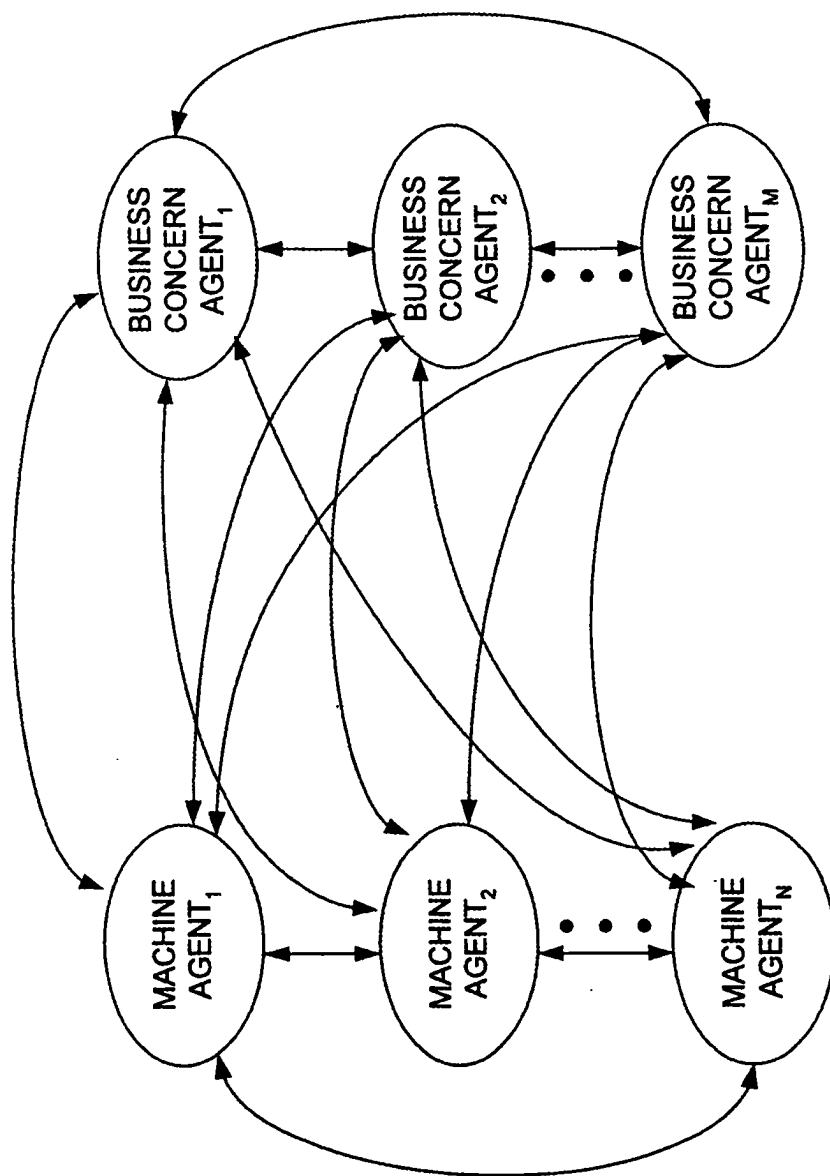 BUSINESS
CONCERN
AGENT₁
BUSINESS
CONCERN
AGENT₂
BUSINESS
CONCERN
AGENTM
MACHINE
AGENT₁
MACHINE
AGENT₂
MACHINE
AGENTN